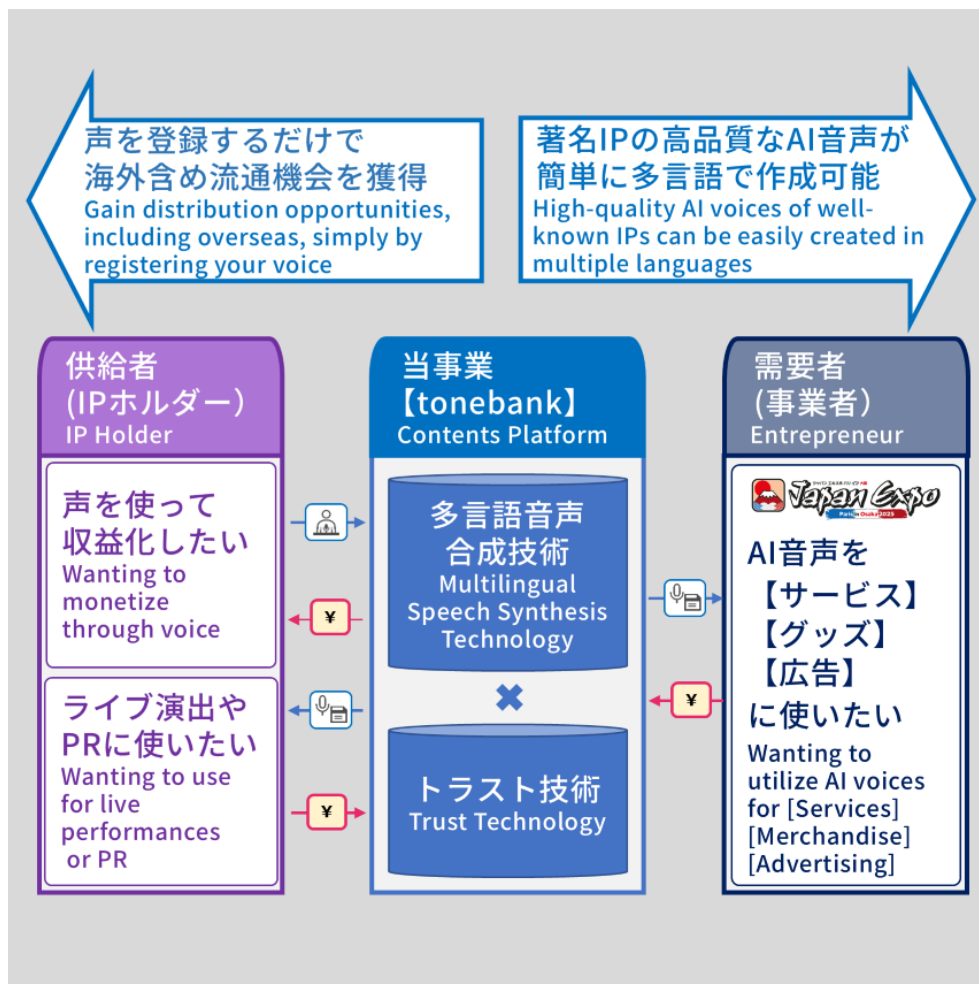 声を登録するだけで
海外含め流通機会を獲得
Gain distribution opportunities,
including overseas, simply by
registering your voice
著名IPの高品質なAI音声が
簡単に多言語で作成可能
High-quality AI voices of well-
known IPs can be easily created in
multiple languages
供給者
(IPホルダー）
IP Holder
声を使って
収益化したい
Wanting to
monetize
through voice
ライブ演出や
PRに使いたい
Wanting to use
for live
performances
or PR
¥
¥
当事業
【tonebank】
Contents Platform
多言語音声
合成技術
Multilingual
Speech Synthesis
Technology
トラスト技術
Trust Technology
¥
需要者
(事業者）
Entrepreneur
Japan Expo
Paris in Osaka 2025
AI音声を
【サービス】
【グッズ】
【広告】
に使いたい
Wanting to
utilize AI voices
for [Services]
[Merchandise]
[Advertising]